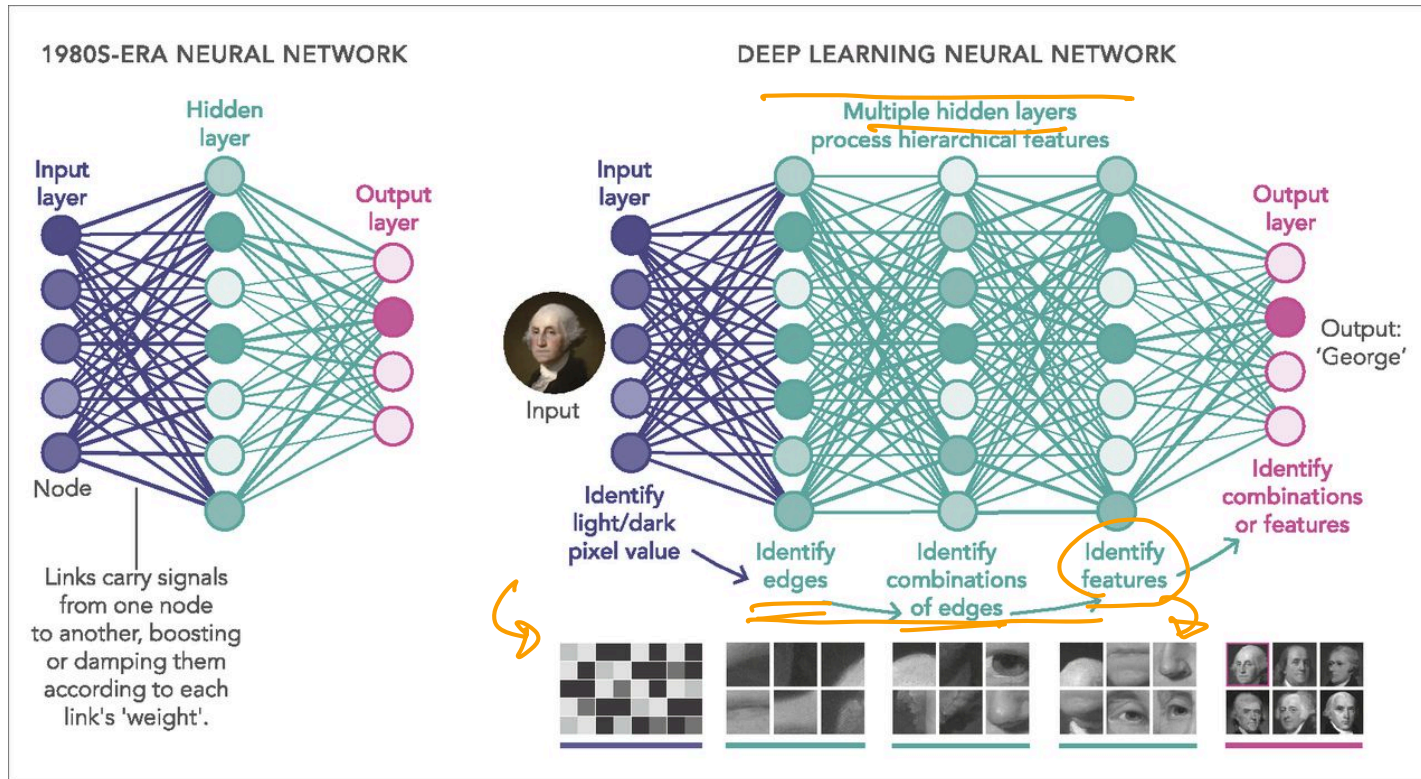 1980S-ERA NEURAL NETWORK
Hidden
layer
Input
layer
Output
layer
Node
Links carry signals
from one node
to another, boosting
or damping them
according to each
link's 'weight'.
DEEP LEARNING NEURAL NETWORK
Multiple hidden layers
process hierarchical features
Input
layer
Output
layer
Input
Output:
'George'
Identify
light/dark
pixel value
Identify
edges
Identify
combinations
of edges
Identify
features
Identify
combinations
or features